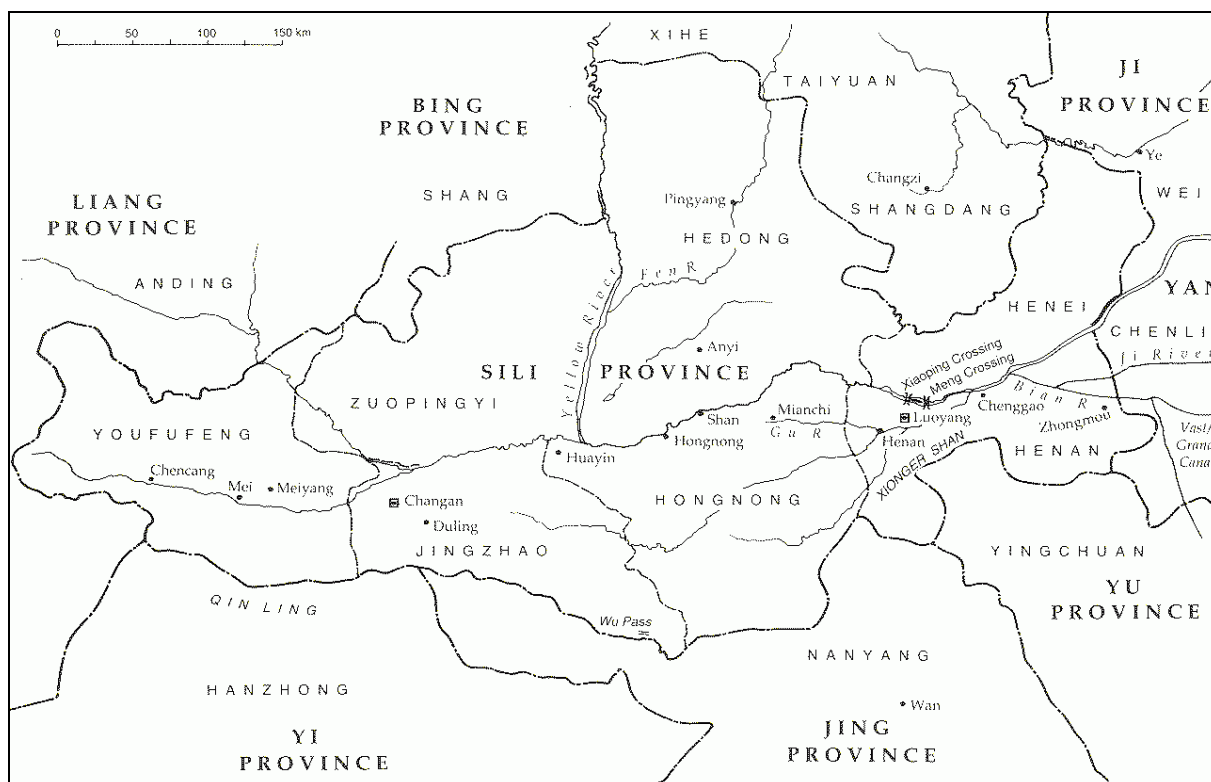 0 50 100 150 km
XIHE
TAIYUAN
JI
PROVINCE
BING
PROVINCE
Ye
Changzi
WEI
SHANG
LIANG
PROVINCE
Pingyang
SHANGDANG
HEDONG
Fen R
ANDING
Yellow River
HENEI
YAN
CHENLI
Ji River
Anyi
Xiaoping Crossing
Meng Crossing
SILI PROVINCE
Bian R
ZUOPINGYI
Shan
Mianchi
Luoyang
Chenggao
Zhongmou
YOUFUFENG
Hongnong
Gu R
Henan
Grand
Canal
Huayin
XIONGER SHAN
HENAN
Chencang
Mei
Meiyang
Changan
HONGNONG
Duling
JINGZHAO
YINGCHUAN
YU
PROVINCE
QIN LING
Wu Pass
NANYANG
HANZHONG
Wan
YI
PROVINCE
JING
PROVINCE